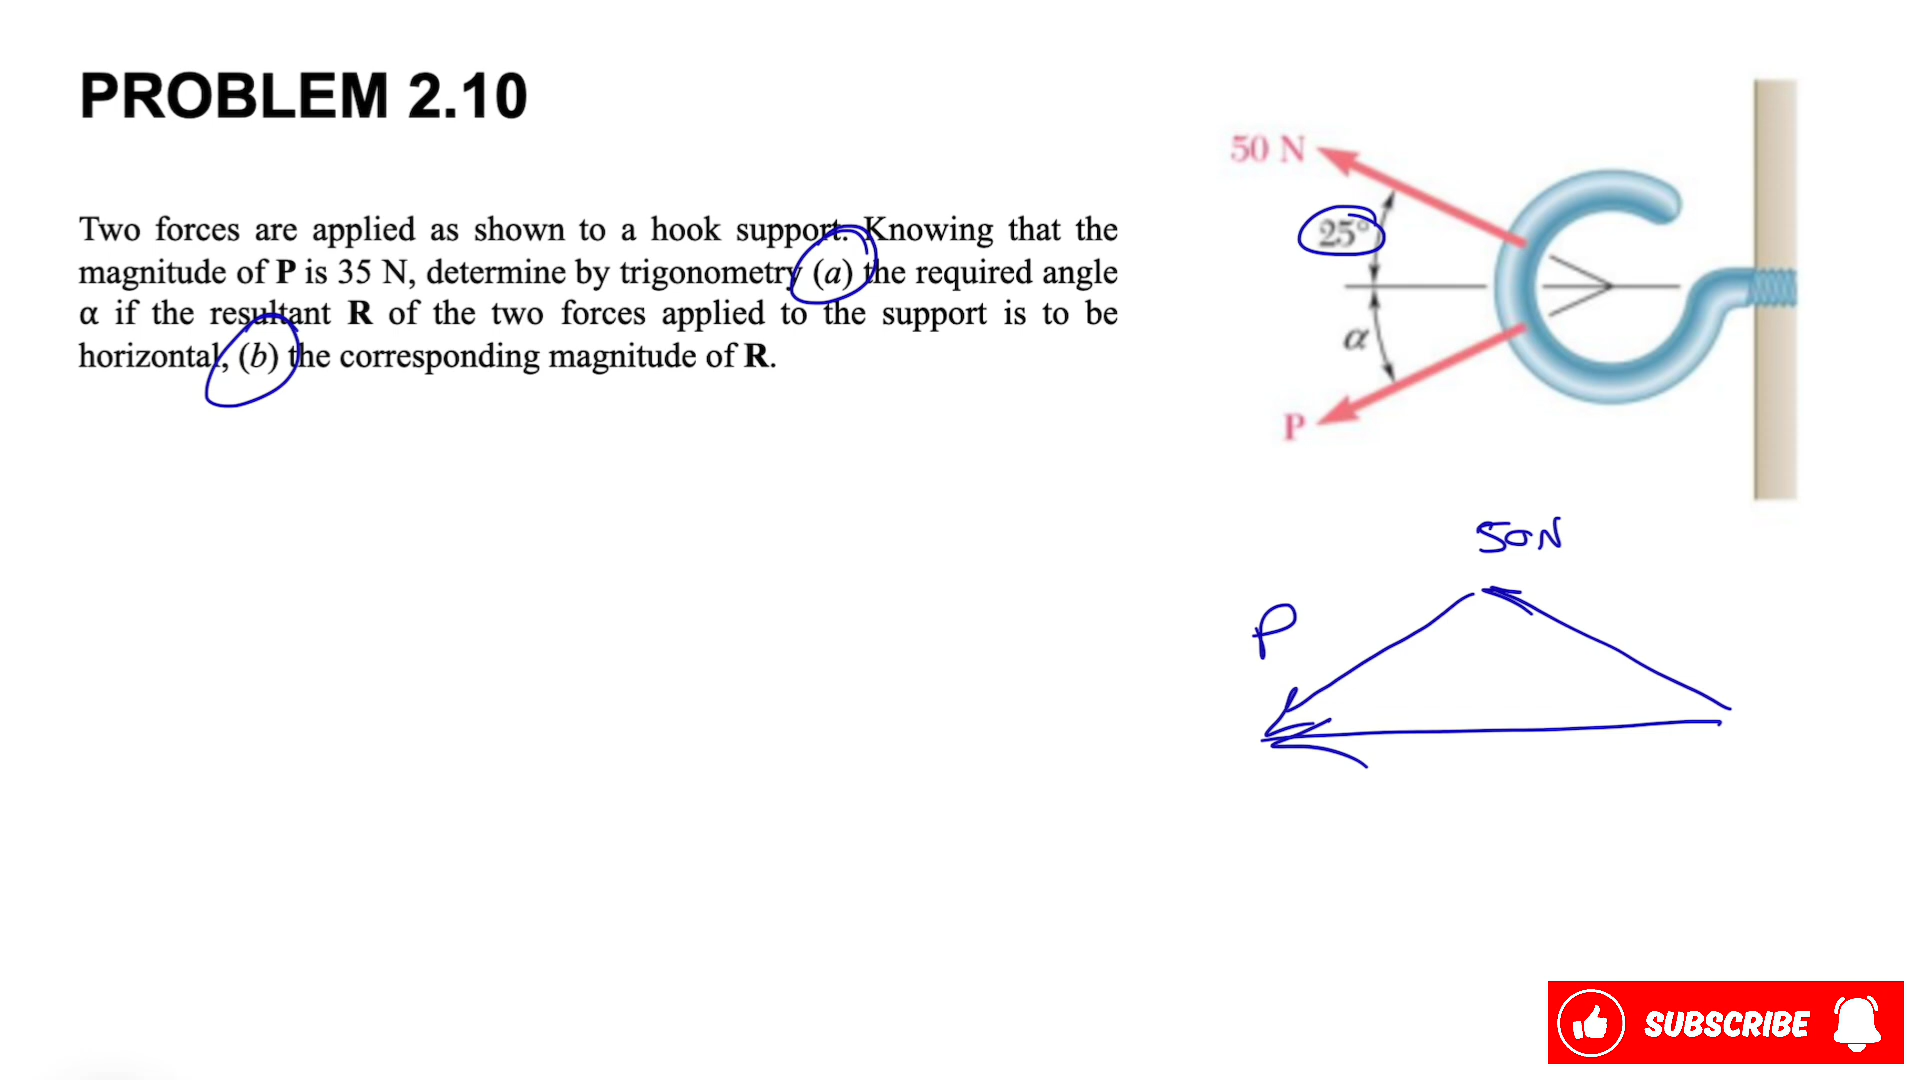 PROBLEM 2.10
Two forces are applied as shown to a hook support. Knowing that the
magnitude of P is 35 N, determine by trigonometry (a) the required angle
α if the resultant R of the two forces applied to the support is to be
horizontal, (b) the corresponding magnitude of R.
50 N
25°
α
P
50N
P
SUBSCRIBE